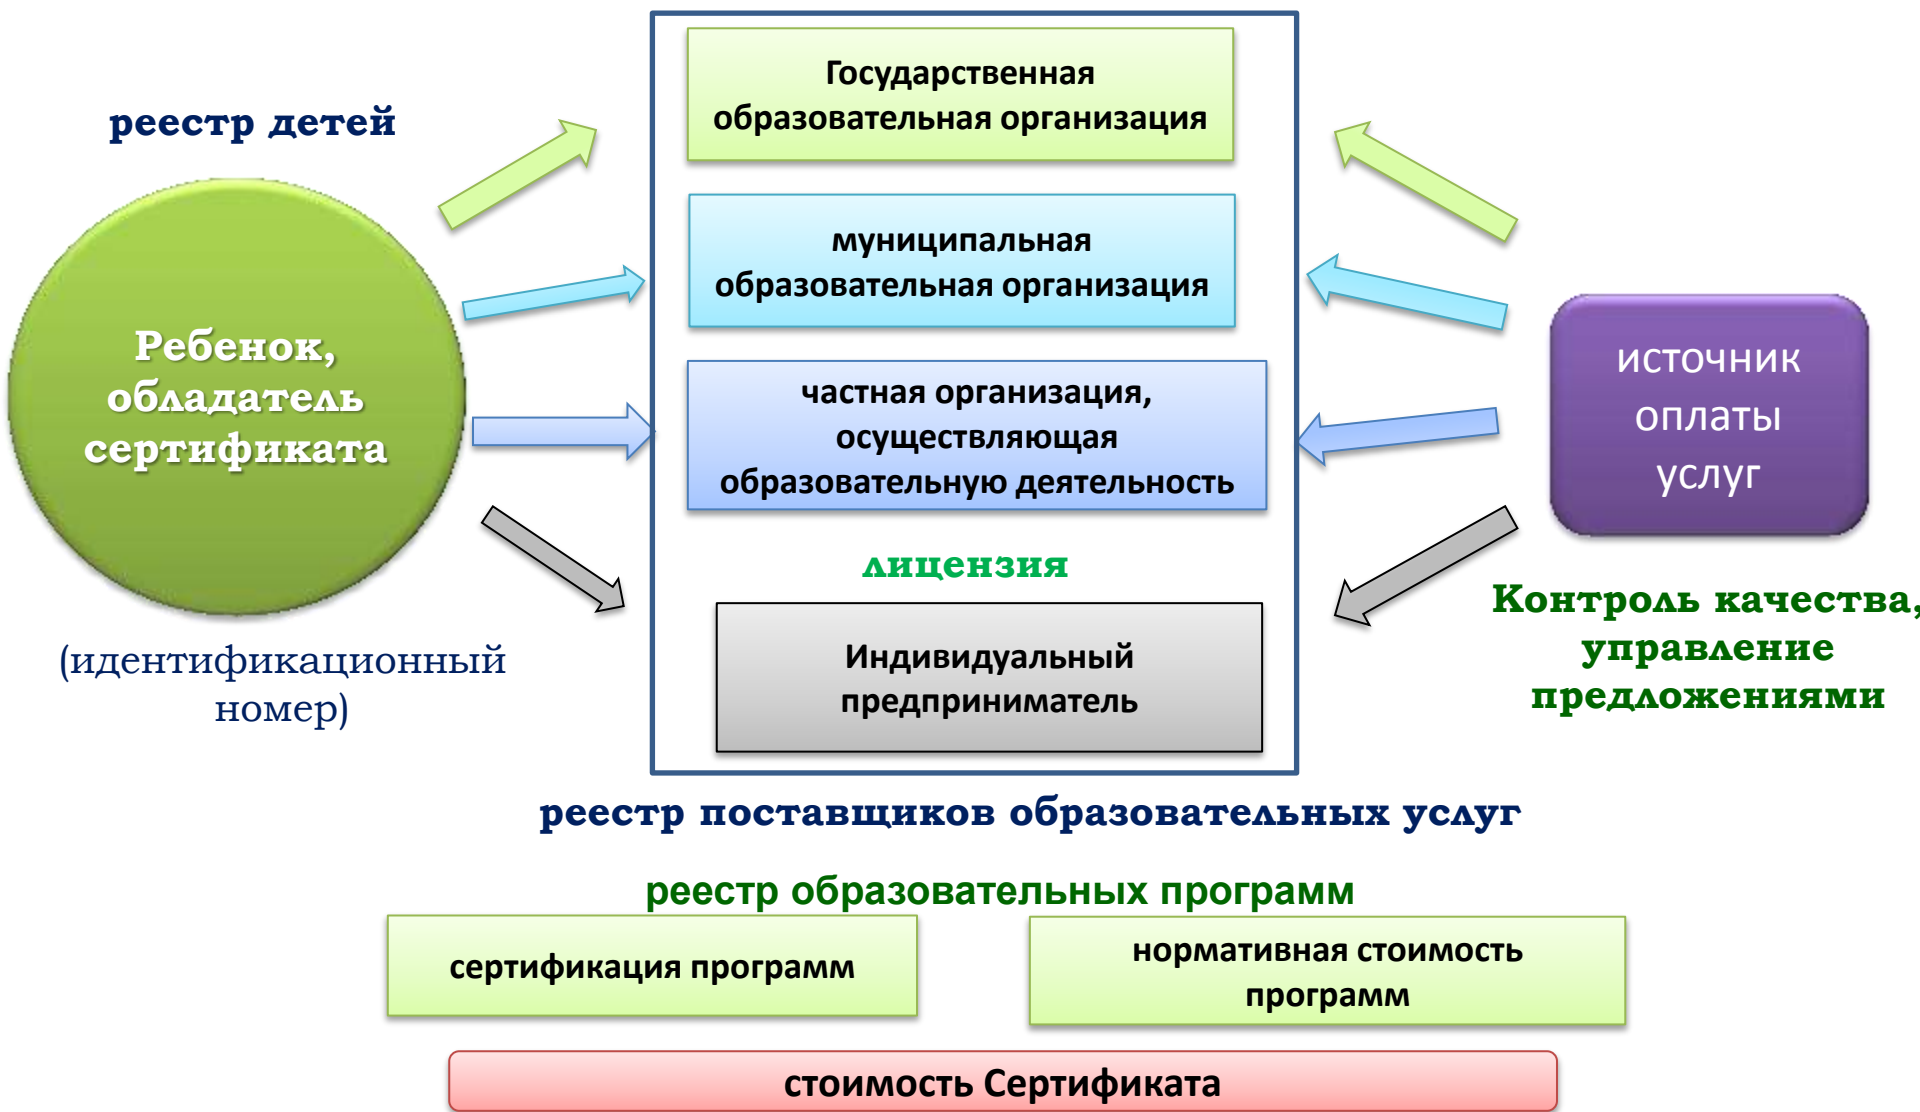 реестр детей
Ребенок,
обладатель
сертификата
(идентификационный
номер)
Государственная
образовательная организация
муниципальная
образовательная организация
частная организация,
осуществляющая
образовательную деятельность
лицензия
Индивидуальный
предприниматель
источник
оплаты
услуг
Контроль качества,
управление
предложениями
реестр поставщиков образовательных услуг
реестр образовательных программ
сертификация программ
нормативная стоимость
программ
стоимость Сертификата